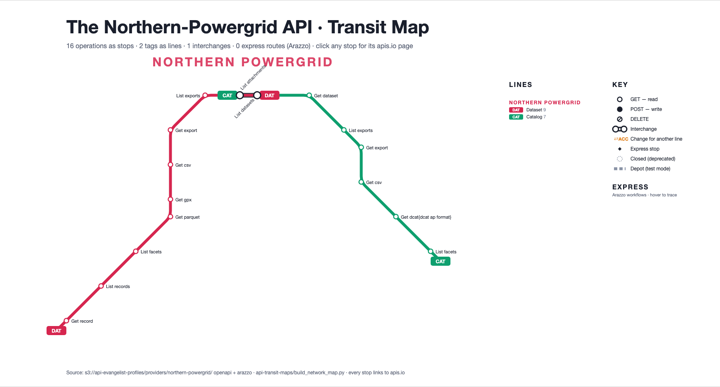 The Northern-Powergrid API · Transit Map
16 operations as stops · 2 tags as lines · 1 interchanges · 0 express routes (Arazzo) · click any stop for its apis.io page
NORTHERN POWERGRID
List attachments
List exports
CAT
DAT
Get dataset
List datasets
Get export
List exports
Get export
Get csv
Get csv
Get gpx
Get parquet
Get dcat(dcat ap format)
List facets
List facets
CAT
List records
Get record
DAT
LINES
NORTHERN POWERGRID
DAT Dataset 9
CAT Catalog 7
KEY
GET — read
POST — write
DELETE
Interchange
ACC Change for another line
Express stop
Closed (deprecated)
Depot (test mode)
EXPRESS
Arazzo workflows · hover to trace
Source: s3://api-evangelist-profiles/providers/northern-powergrid/ openapi + arazzo · api-transit-maps/build_network_map.py · every stop links to apis.io